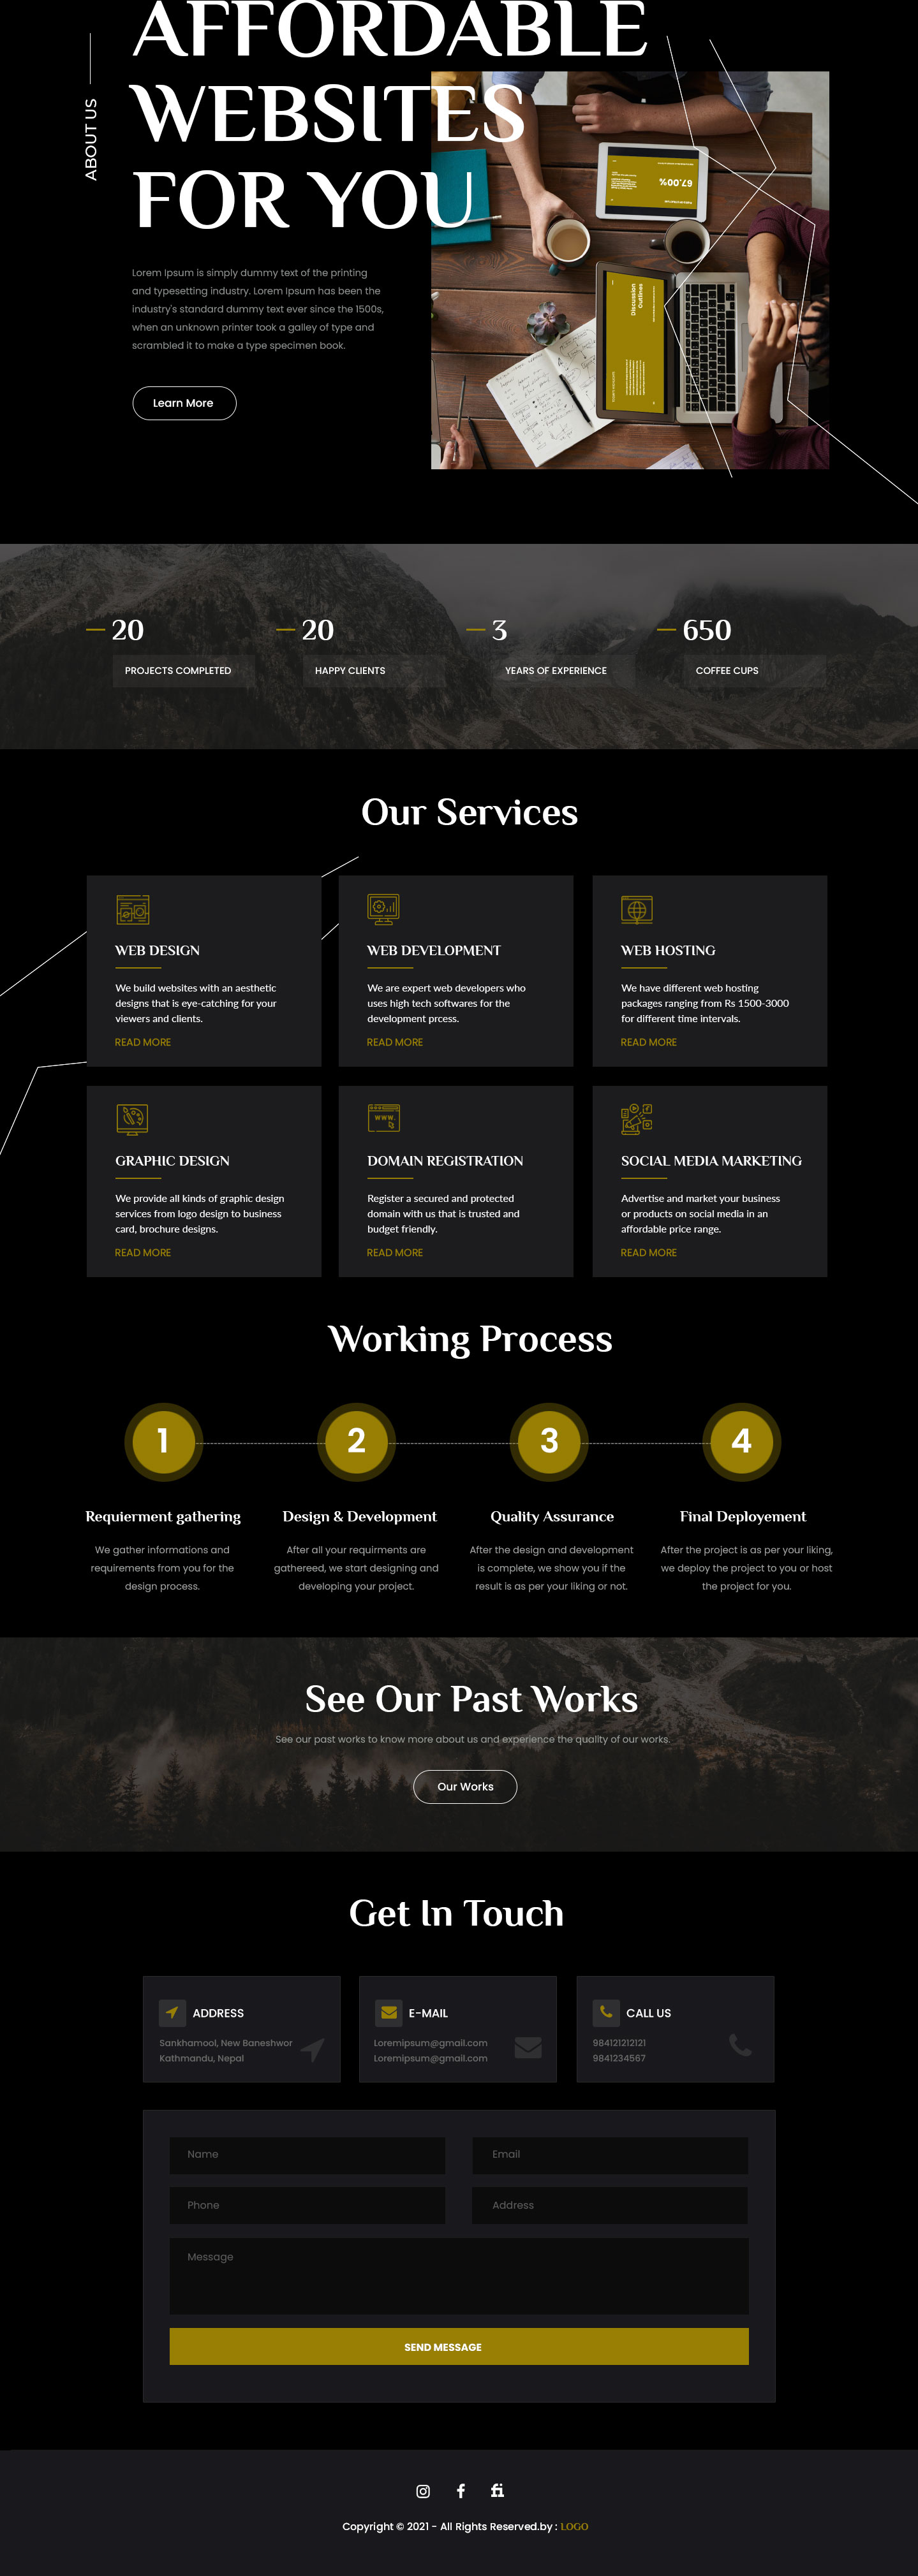 AFFORDABLE
WEBSITES
FOR YOU
ABOUT US
Lorem Ipsum is simply dummy text of the printing
and typesetting industry. Lorem Ipsum has been the
industry's standard dummy text ever since the 1500s,
when an unknown printer took a galley of type and
scrambled it to make a type specimen book.
Learn More
67.00%
Discussion
Outlines
20
PROJECTS COMPLETED
20
HAPPY CLIENTS
3
YEARS OF EXPERIENCE
650
COFFEE CUPS
Our Services
WEB DESIGN
We build websites with an aesthetic
designs that is eye-catching for your
viewers and clients.
READ MORE
WEB DEVELOPMENT
We are expert web developers who
uses high tech softwares for the
development prcess.
READ MORE
WEB HOSTING
We have different web hosting
packages ranging from Rs 1500-3000
for different time intervals.
READ MORE
GRAPHIC DESIGN
We provide all kinds of graphic design
services from logo design to business
card, brochure designs.
READ MORE
WWW
DOMAIN REGISTRATION
Register a secured and protected
domain with us that is trusted and
budget friendly.
READ MORE
SOCIAL MEDIA MARKETING
Advertise and market your business
or products on social media in an
affordable price range.
READ MORE
Working Process
1
Requierment gathering
We gather informations and
requirements from you for the
design process.
2
Design & Development
After all your requirments are
gathereed, we start designing and
developing your project.
3
Quality Assurance
After the design and development
is complete, we show you if the
result is as per your liking or not.
4
Final Deployement
After the project is as per your liking,
we deploy the project to you or host
the project for you.
See Our Past Works
See our past works to know more about us and experience the quality of our works.
Our Works
Get In Touch
ADDRESS
Sankhamool, New Baneshwor
Kathmandu, Nepal
E-MAIL
Loremipsum@gmail.com
Loremipsum@gmail.com
CALL US
984121212121
9841234567
Name
Email
Phone
Address
Message
SEND MESSAGE
Copyright © 2021 - All Rights Reserved.by : LOGO